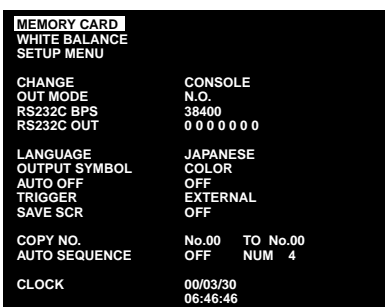 MEMORY CARD
WHITE BALANCE
SETUP MENU
CHANGE CONSOLE
OUT MODE N.O.
RS232C BPS 38400
RS232C OUT 0 0 0 0 0 0 0
LANGUAGE JAPANESE
OUTPUT SYMBOL COLOR
AUTO OFF OFF
TRIGGER EXTERNAL
SAVE SCR OFF
COPY NO. No.00 TO No.00
AUTO SEQUENCE OFF NUM 4
CLOCK 00/03/30
06:46:46